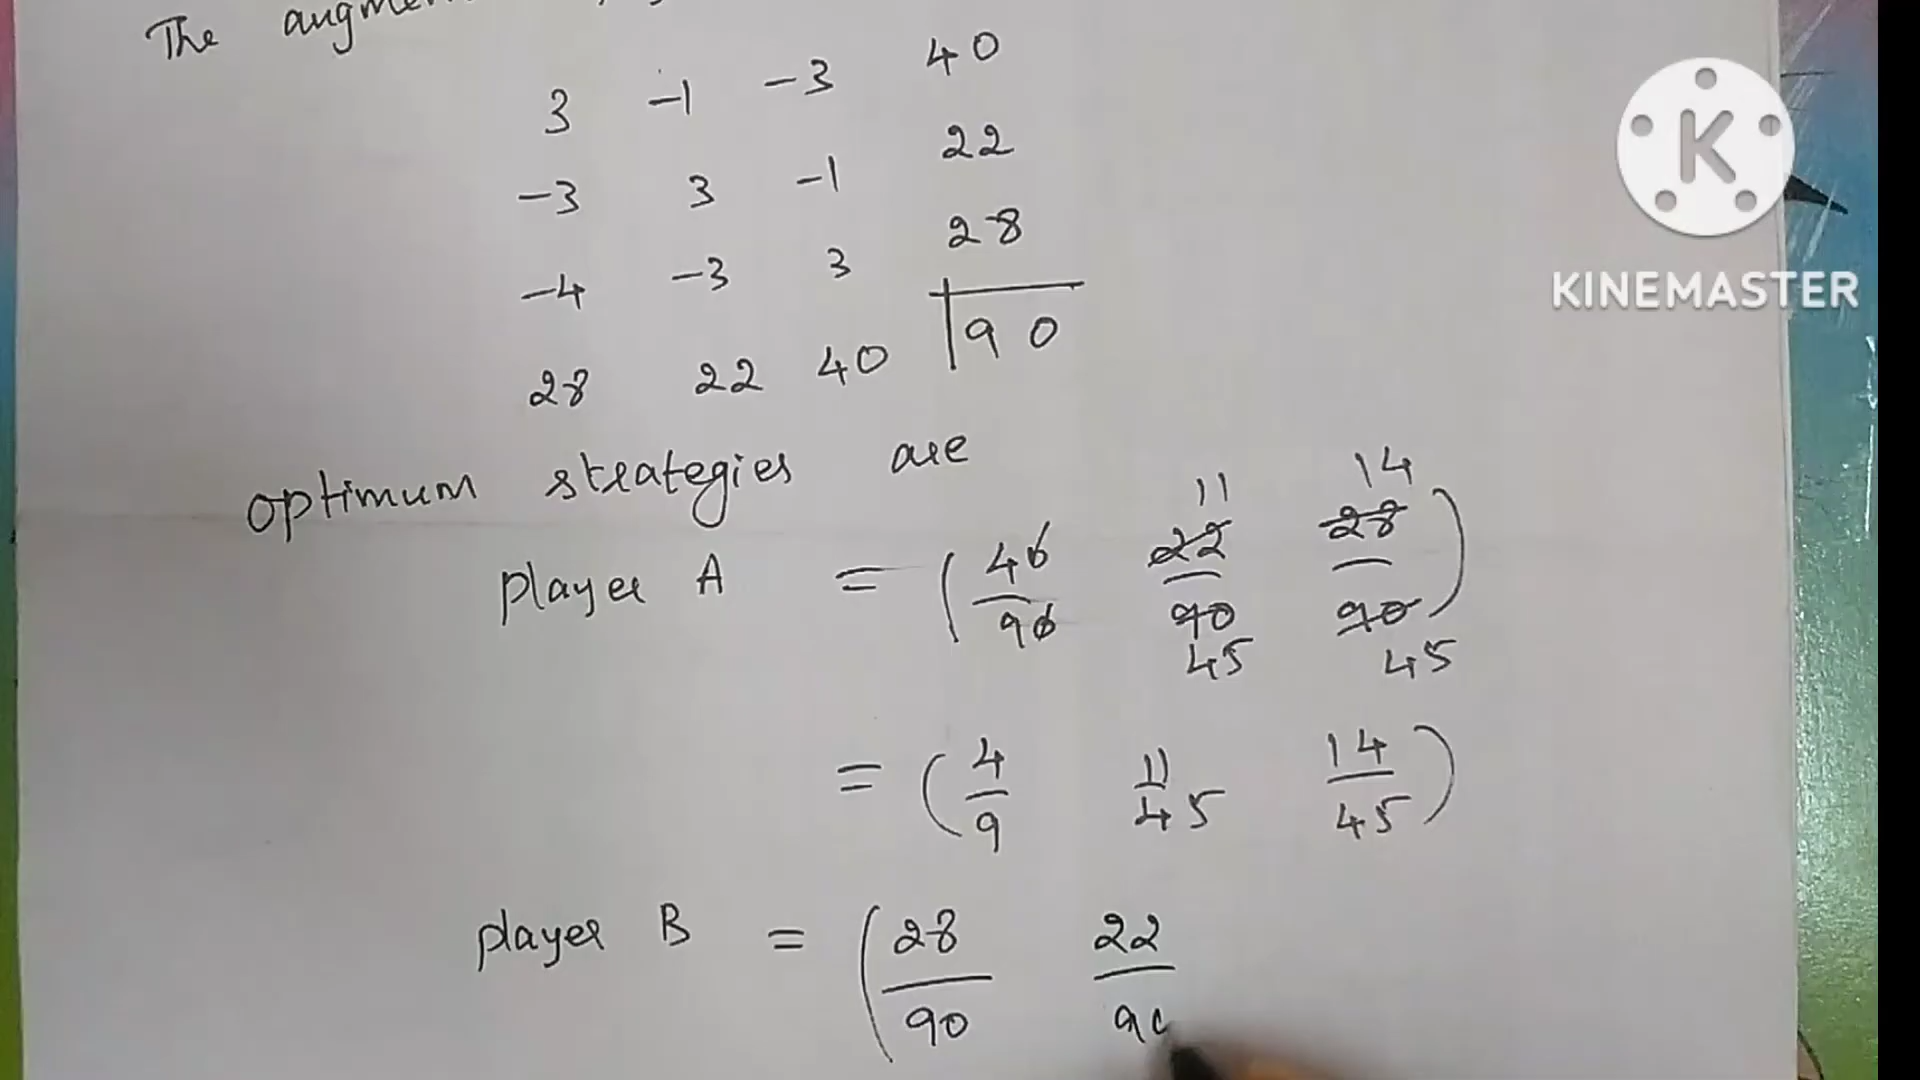 The
3 -1 -3 40
-3 3 -1 22
-4 -3 3 28
28 22 40 90
optimum strategies are
player A = (40/90 22/90 28/90)
11 14
45 45
= (4/9 11/45 14/45)
player B = (28/90 22/90
K
KINEMASTER